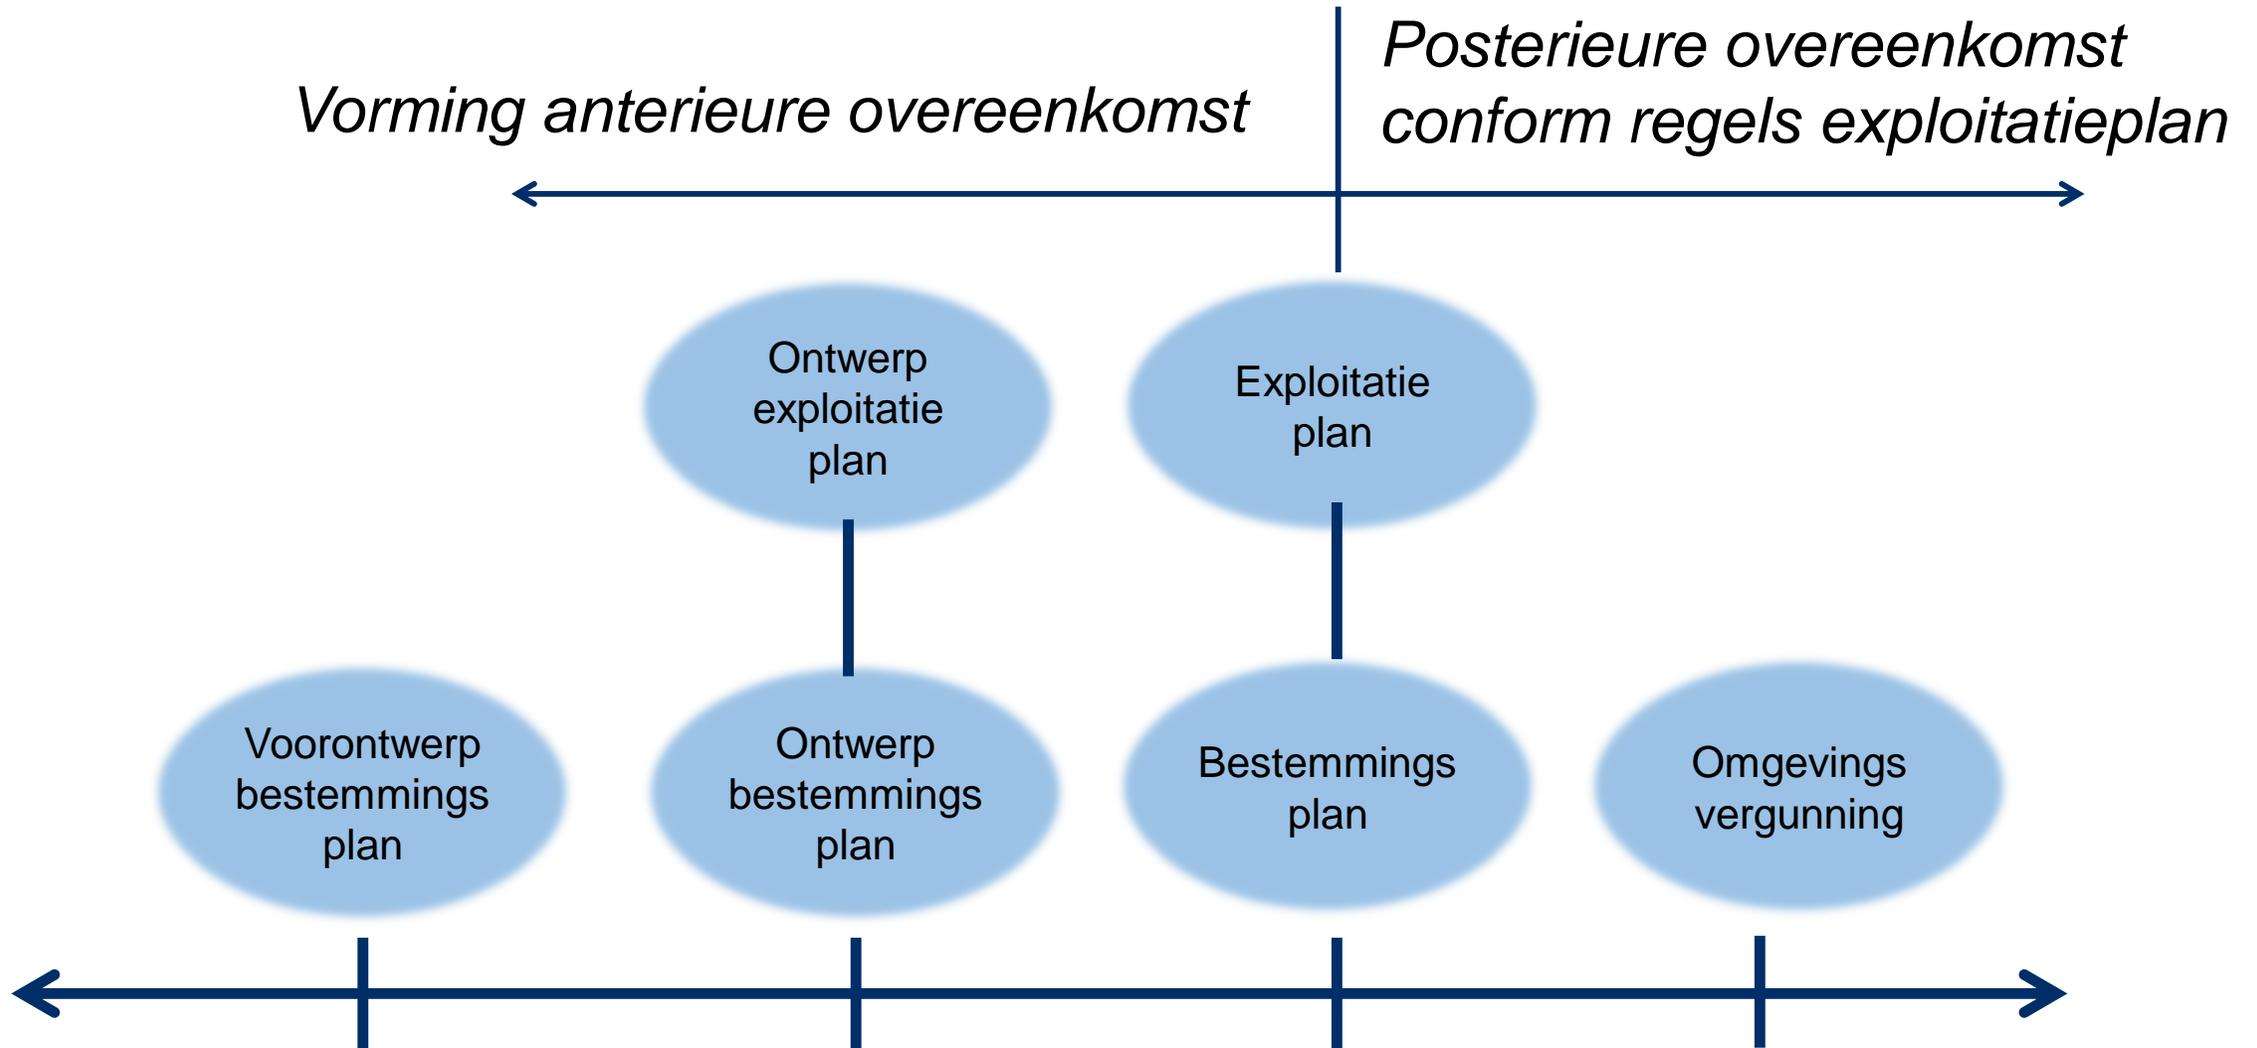 Vorming anterieure overeenkomst
Posterieure overeenkomst
conform regels exploitatieplan
Ontwerp
exploitatie
plan
Exploitatie
plan
Voorontwerp
bestemmings
plan
Ontwerp
bestemmings
plan
Bestemmings
plan
Omgevings
vergunning